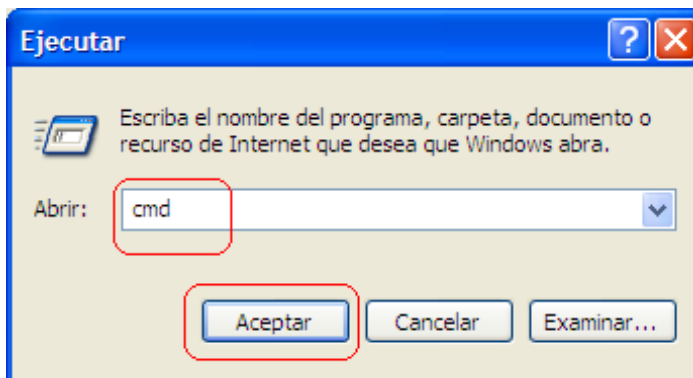 Ejecutar
Escriba el nombre del programa, carpeta, documento o
recurso de Internet que desea que Windows abra.
Abrir: cmd
Aceptar Cancelar Examinar...